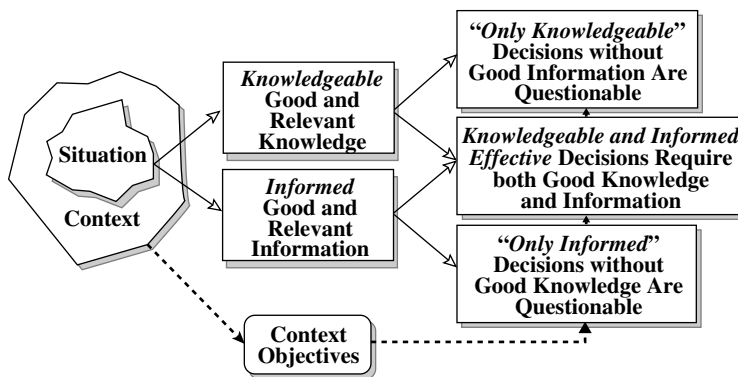 Situation
Context
Knowledgeable
Good and
Relevant
Knowledge
Informed
Good and
Relevant
Information
Context
Objectives
“Only Knowledgeable”
Decisions without
Good Information Are
Questionable
Knowledgeable and Informed
Effective Decisions Require
both Good Knowledge
and Information
“Only Informed”
Decisions without
Good Knowledge Are
Questionable